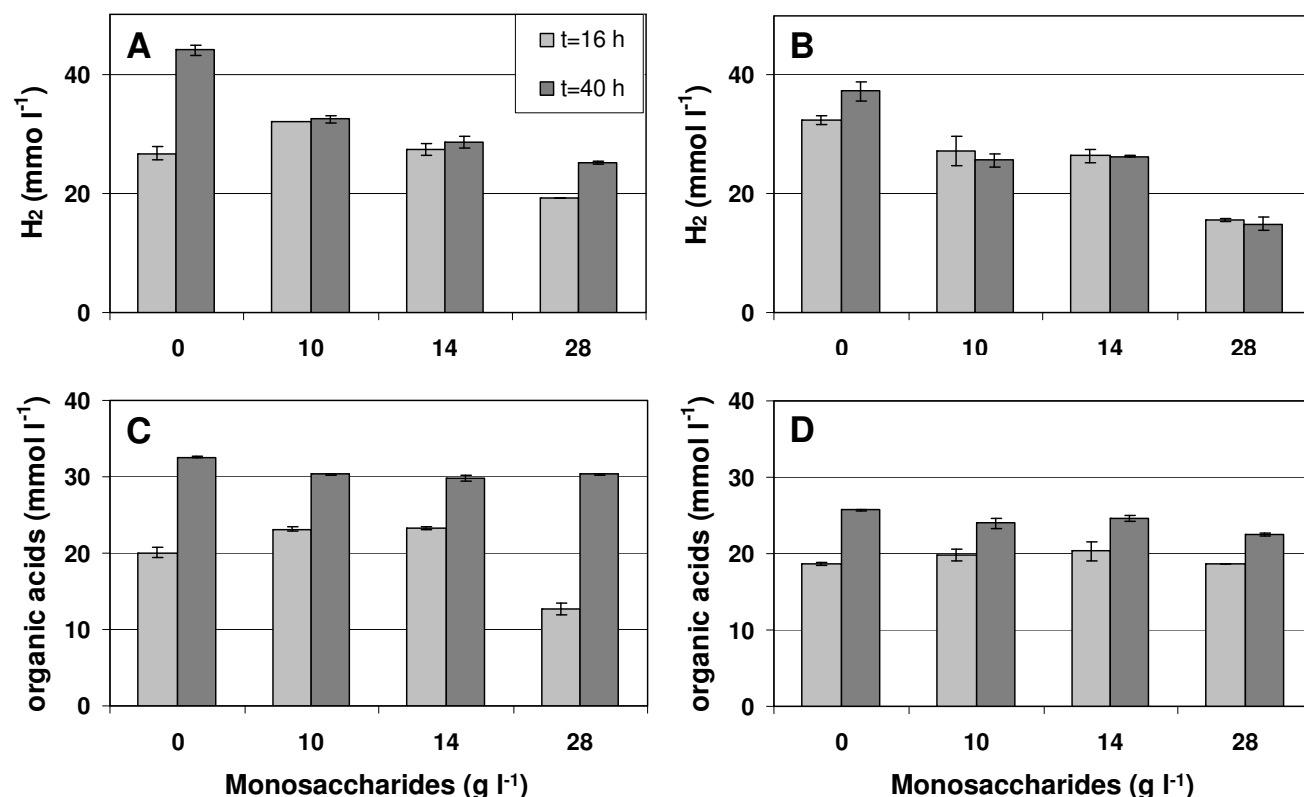 A
t=16 h
t=40 h
H₂ (mmo l⁻¹)
40
20
0
0 10 14 28
B
H₂ (mmol l⁻¹)
40
20
0
0 10 14 28
C
organic acids (mmol l⁻¹)
40
30
20
10
0
0 10 14 28
Monosaccharides (g l⁻¹)
D
organic acids (mmol l⁻¹)
40
30
20
10
0
0 10 14 28
Monosaccharides (g l⁻¹)